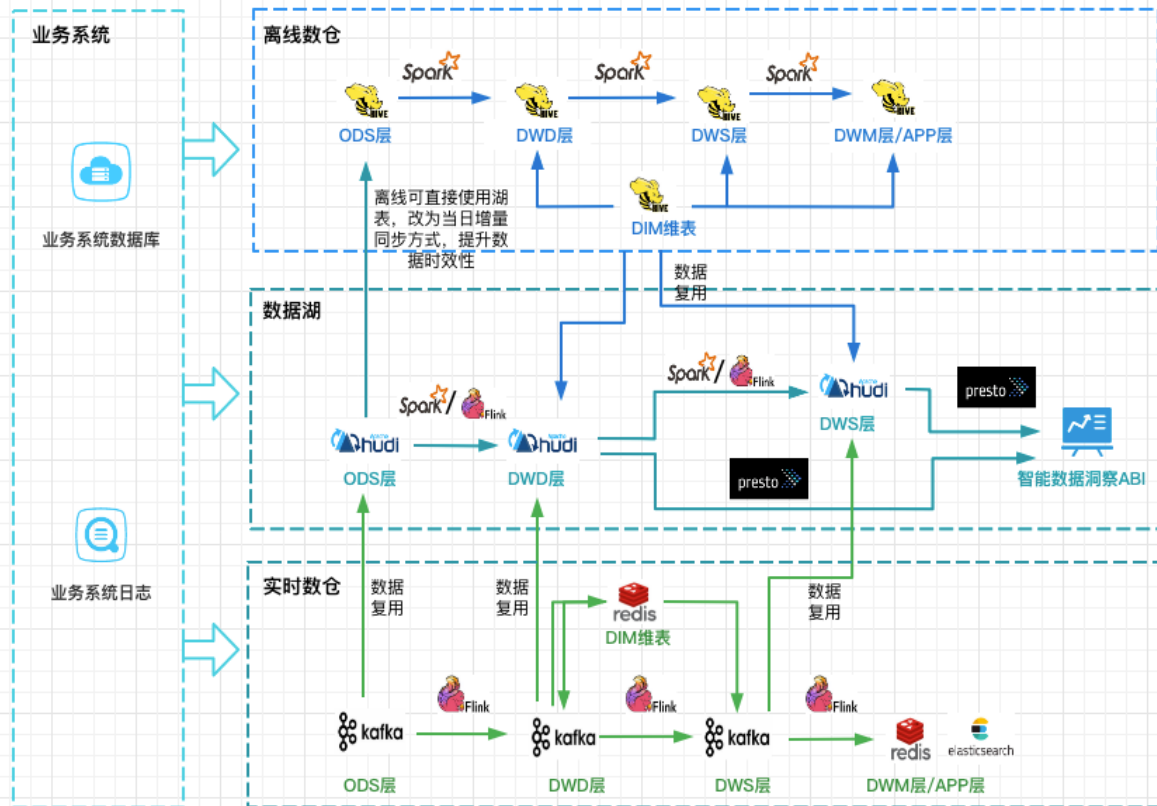 业务系统
业务系统数据库
业务系统日志
离线数仓
Spark
Spark
Spark
HIVE
HIVE
HIVE
HIVE
ODS层
DWD层
DWS层
DWM层/APP层
离线可直接使用湖
表，改为当日增量
同步方式，提升数
据时效性
HIVE
DIM维表
数据
复用
数据湖
Spark/
Flink
Spark/
Flink
APACHE
hudi
ODS层
APACHE
hudi
DWD层
APACHE
hudi
DWS层
presto
presto
智能数据洞察ABI
实时数仓
数据
复用
数据
复用
数据
复用
redis
DIM维表
Flink
Flink
Flink
kafka
kafka
kafka
redis
elasticsearch
ODS层
DWD层
DWS层
DWM层/APP层